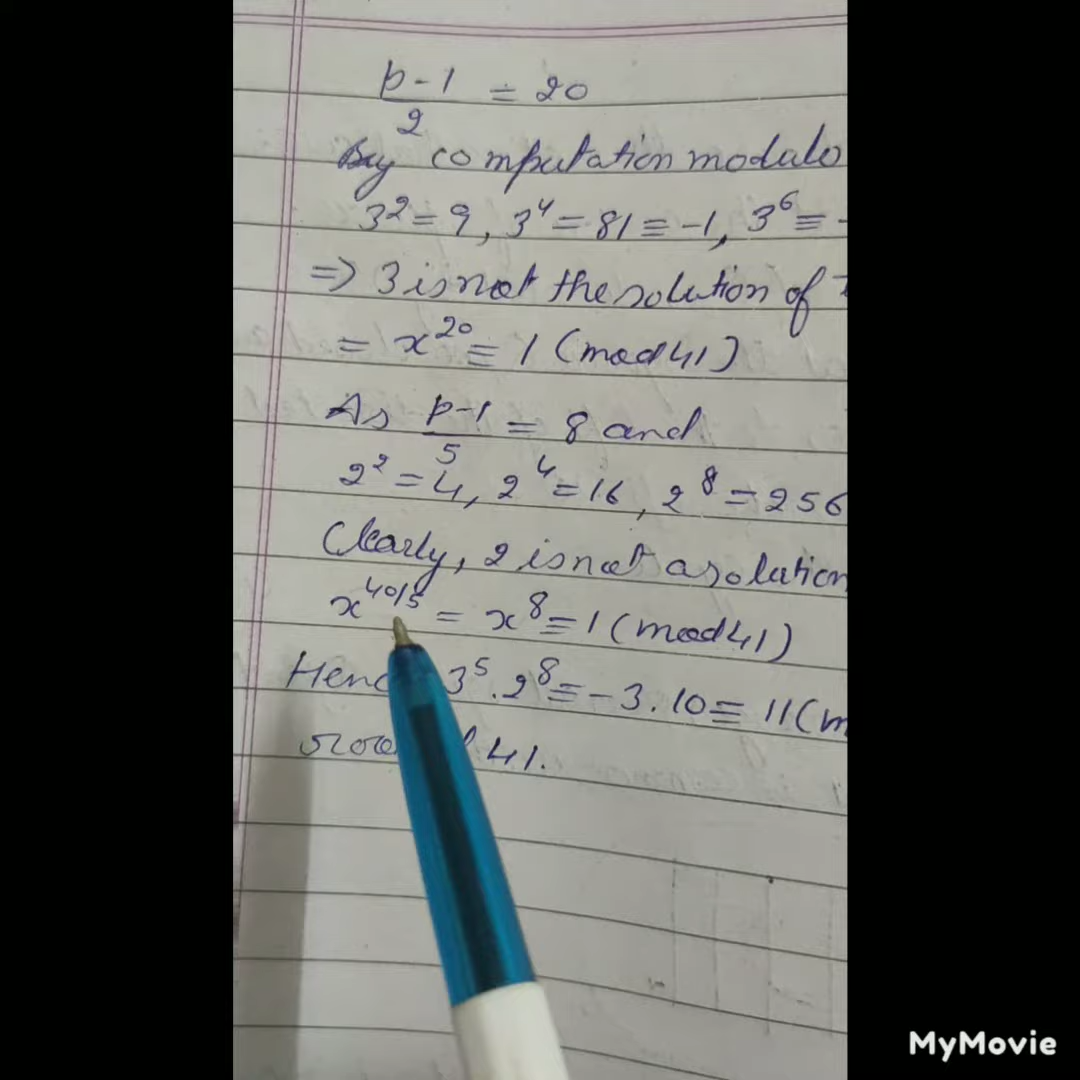 p-1/2 = 20
By computation modulo
3² = 9, 3⁴ = 81 ≡ -1, 3⁶ ≡ -
⇒ 3 is not the solution of
= x²⁰ ≡ 1 (mod 41)
As p-1/5 = 8 and
2² = 4, 2⁴ = 16, 2⁸ = 256
Clearly, 2 is not a solution
x⁴⁰/⁵ = x⁸ ≡ 1 (mod 41)
3⁵. 2⁸ ≡ -3. 10 ≡ 11 (m
41.
MyMovie